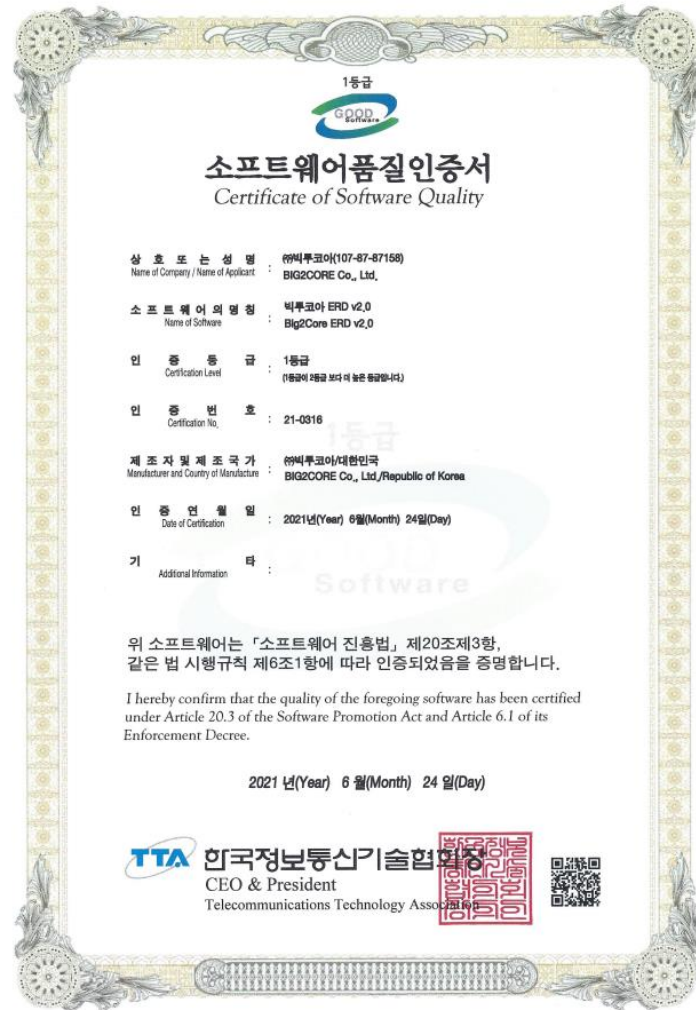 1등급
GOOD
Software
소프트웨어품질인증서
Certificate of Software Quality
상호또는성명
Name of Company / Name of Applicant
:
㈜빅투코아(107-87-87158)
BIG2CORE Co., Ltd.
소프트웨어의명칭
Name of Software
:
빅투코아 ERD v2.0
Big2Core ERD v2.0
인증등급
Certification Level
:
1등급
(1등급이 2등급 보다 더 높은 등급입니다.)
인증번호
Certification No.
:
21-0316
제조자및제조국가
Manufacturer and Country of Manufacture
:
㈜빅투코아/대한민국
BIG2CORE Co., Ltd./Republic of Korea
인증연월일
Date of Certification
:
2021년(Year) 6월(Month) 24일(Day)
기타
Additional Information
:
1등급
GOOD
Software
위 소프트웨어는 「소프트웨어 진흥법」 제20조제3항,
같은 법 시행규칙 제6조1항에 따라 인증되었음을 증명합니다.
I hereby confirm that the quality of the foregoing software has been certified
under Article 20.3 of the Software Promotion Act and Article 6.1 of its
Enforcement Decree.
2021 년(Year) 6 월(Month) 24 일(Day)
TTA 한국정보통신기술협회장
CEO & President
Telecommunications Technology Association